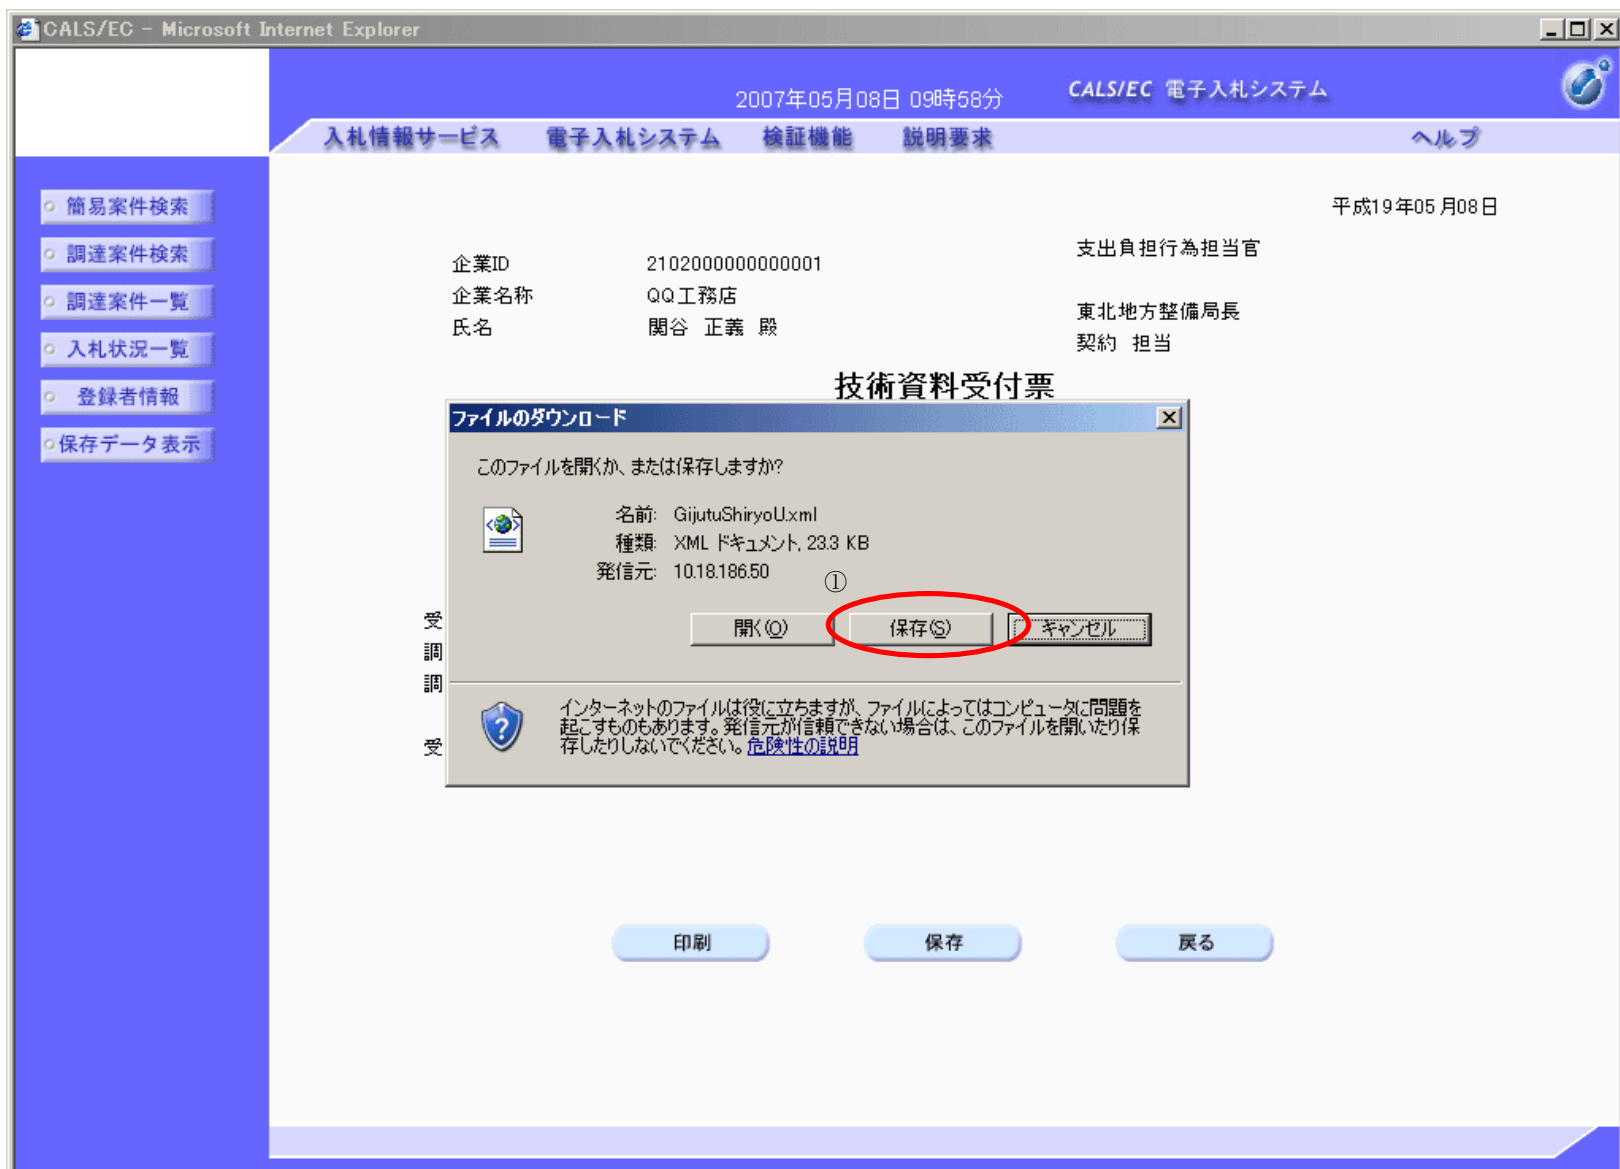 CALS/EC - Microsoft Internet Explorer
2007年05月08日 09時58分
CALS/EC 電子入札システム
入札情報サービス 電子入札システム 検証機能 説明要求 ヘルプ
簡易案件検索
調達案件検索
調達案件一覧
入札状況一覧
登録者情報
保存データ表示
平成19年05月08日
支出負担行為担当官
企業ID 2102000000000001
企業名称 QQ工務店
東北地方整備局長
氏名 関谷 正義 殿
契約 担当
技術資料受付票
ファイルのダウンロード
このファイルを開くか、または保存しますか?
名前: GijutuShiryoU.xml
種類: XML ドキュメント, 23.3 KB
発信元: 10.18.186.50
①
開く(O) 保存(S) キャンセル
受
調
調
インターネットのファイルは役に立ちますが、ファイルによってはコンピュータに問題を
起こすものもあります。発信元が信頼できない場合は、このファイルを開いたり保
存したりしないでください。危険性の説明
受
印刷 保存 戻る